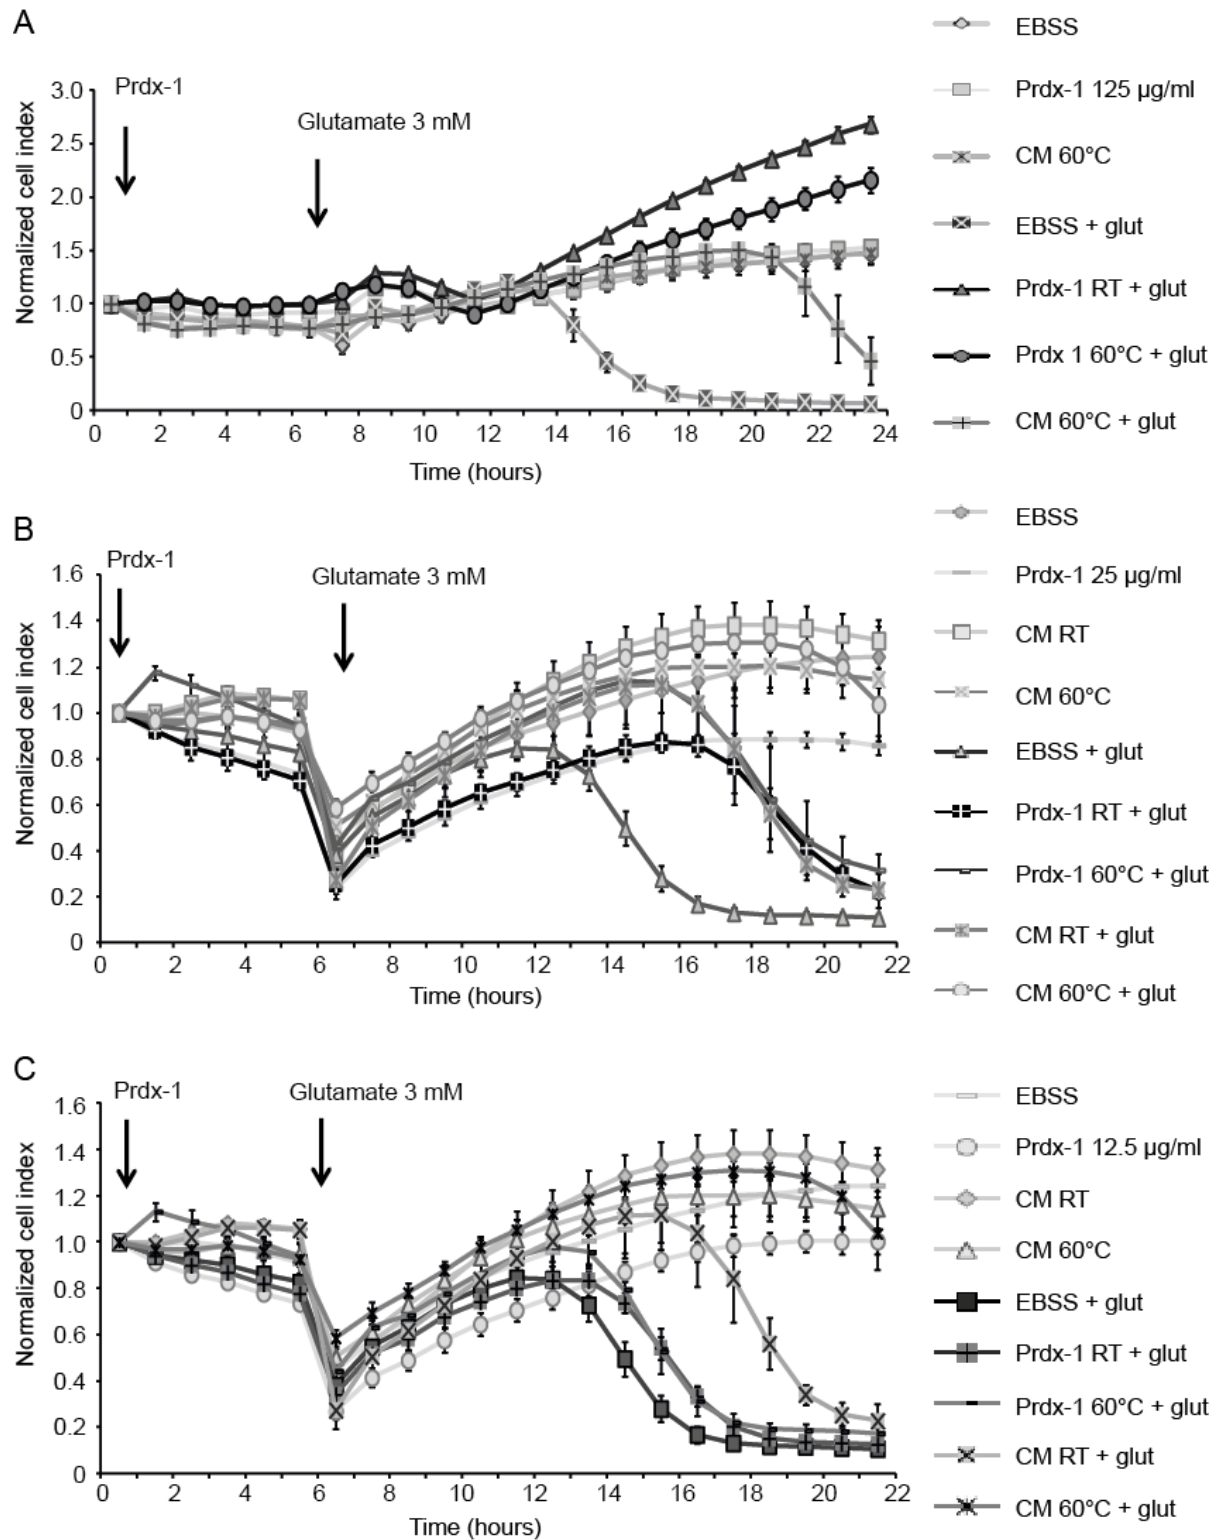 A
Prdx-1
Glutamate 3 mM
Normalized cell index
3.0
2.5
2.0
1.5
1.0
0.5
0
0 2 4 6 8 10 12 14 16 18 20 22 24
Time (hours)
EBSS
Prdx-1 125 µg/ml
CM 60°C
EBSS + glut
Prdx-1 RT + glut
Prdx 1 60°C + glut
CM 60°C + glut
B
Prdx-1
Glutamate 3 mM
Normalized cell index
1.6
1.4
1.2
1.0
0.8
0.6
0.4
0.2
0
0 2 4 6 8 10 12 14 16 18 20 22
Time (hours)
EBSS
Prdx-1 25 µg/ml
CM RT
CM 60°C
EBSS + glut
Prdx-1 RT + glut
Prdx-1 60°C + glut
CM RT + glut
CM 60°C + glut
C
Prdx-1
Glutamate 3 mM
Normalized cell index
1.6
1.4
1.2
1.0
0.8
0.6
0.4
0.2
0
0 2 4 6 8 10 12 14 16 18 20 22
Time (hours)
EBSS
Prdx-1 12.5 µg/ml
CM RT
CM 60°C
EBSS + glut
Prdx-1 RT + glut
Prdx-1 60°C + glut
CM RT + glut
CM 60°C + glut